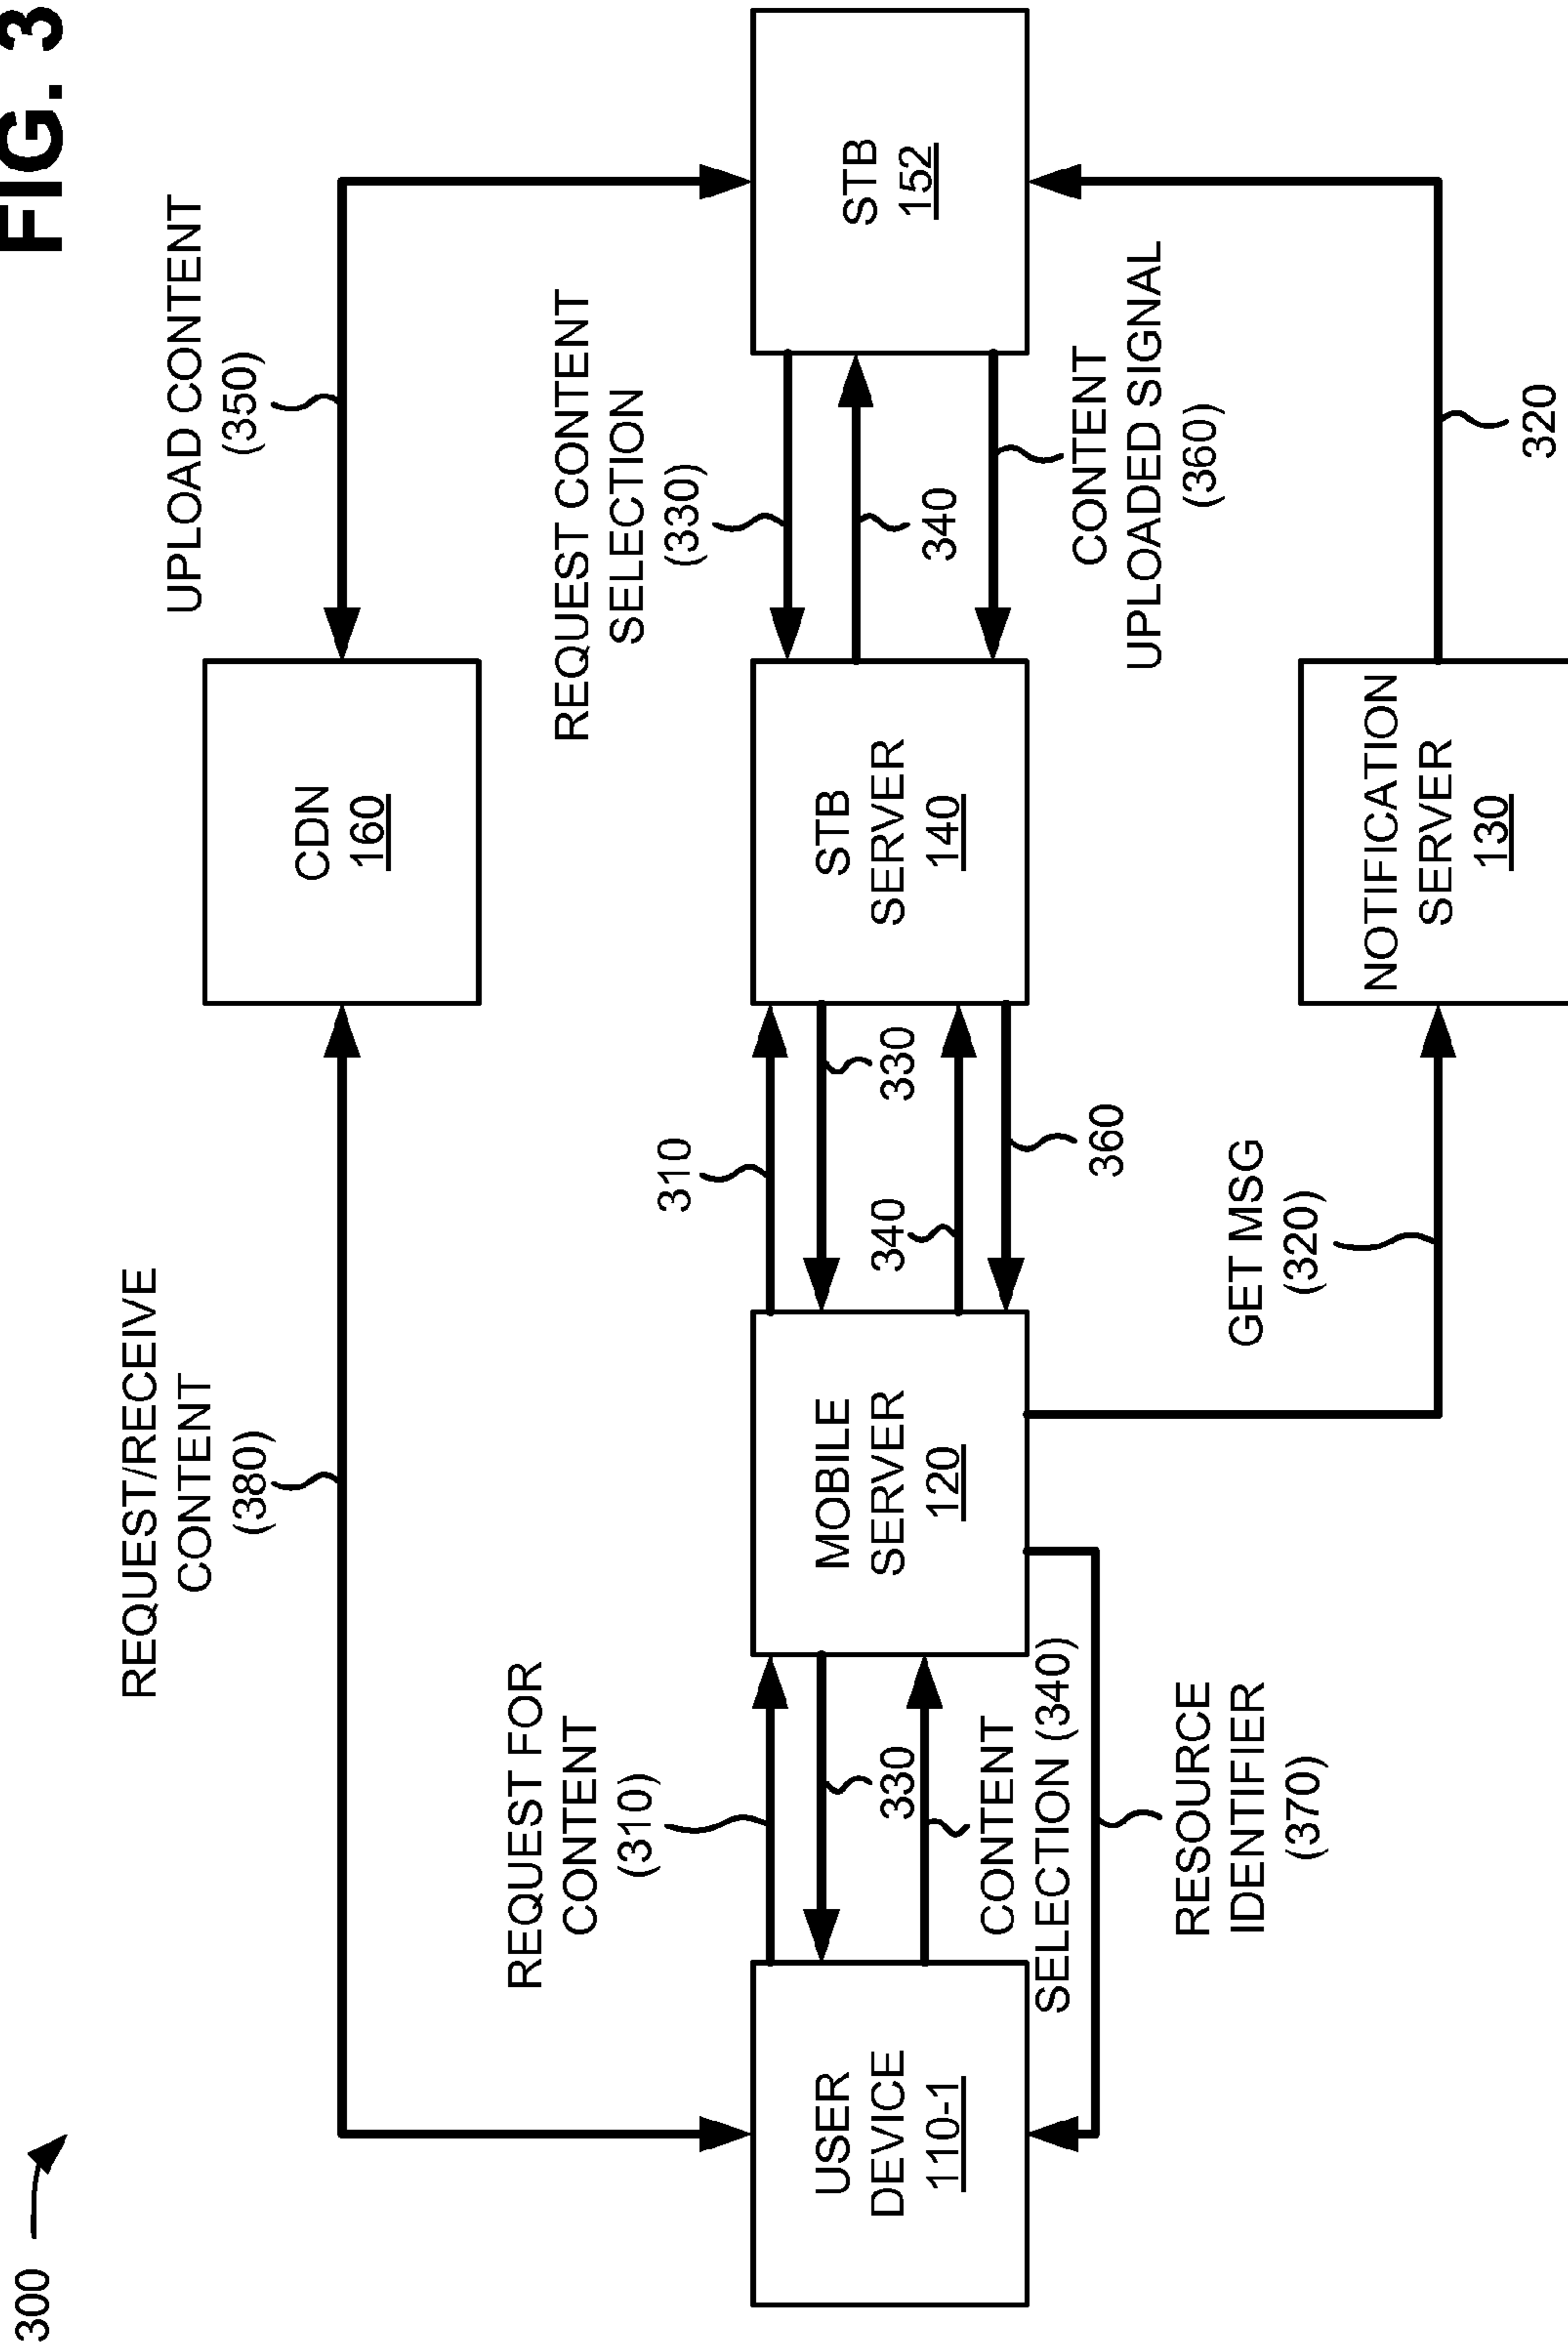 300
FIG. 3
REQUEST/RECEIVE
CONTENT
(380)
UPLOAD CONTENT
(350)
CDN
160
REQUEST FOR
CONTENT
(310)
310
REQUEST CONTENT
SELECTION
(330)
USER
DEVICE
110-1
330
CONTENT
SELECTION (340)
MOBILE
SERVER
120
340
330
360
STB
SERVER
140
340
CONTENT
UPLOADED SIGNAL
(360)
STB
152
RESOURCE
IDENTIFIER
(370)
GET MSG
(320)
NOTIFICATION
SERVER
130
320